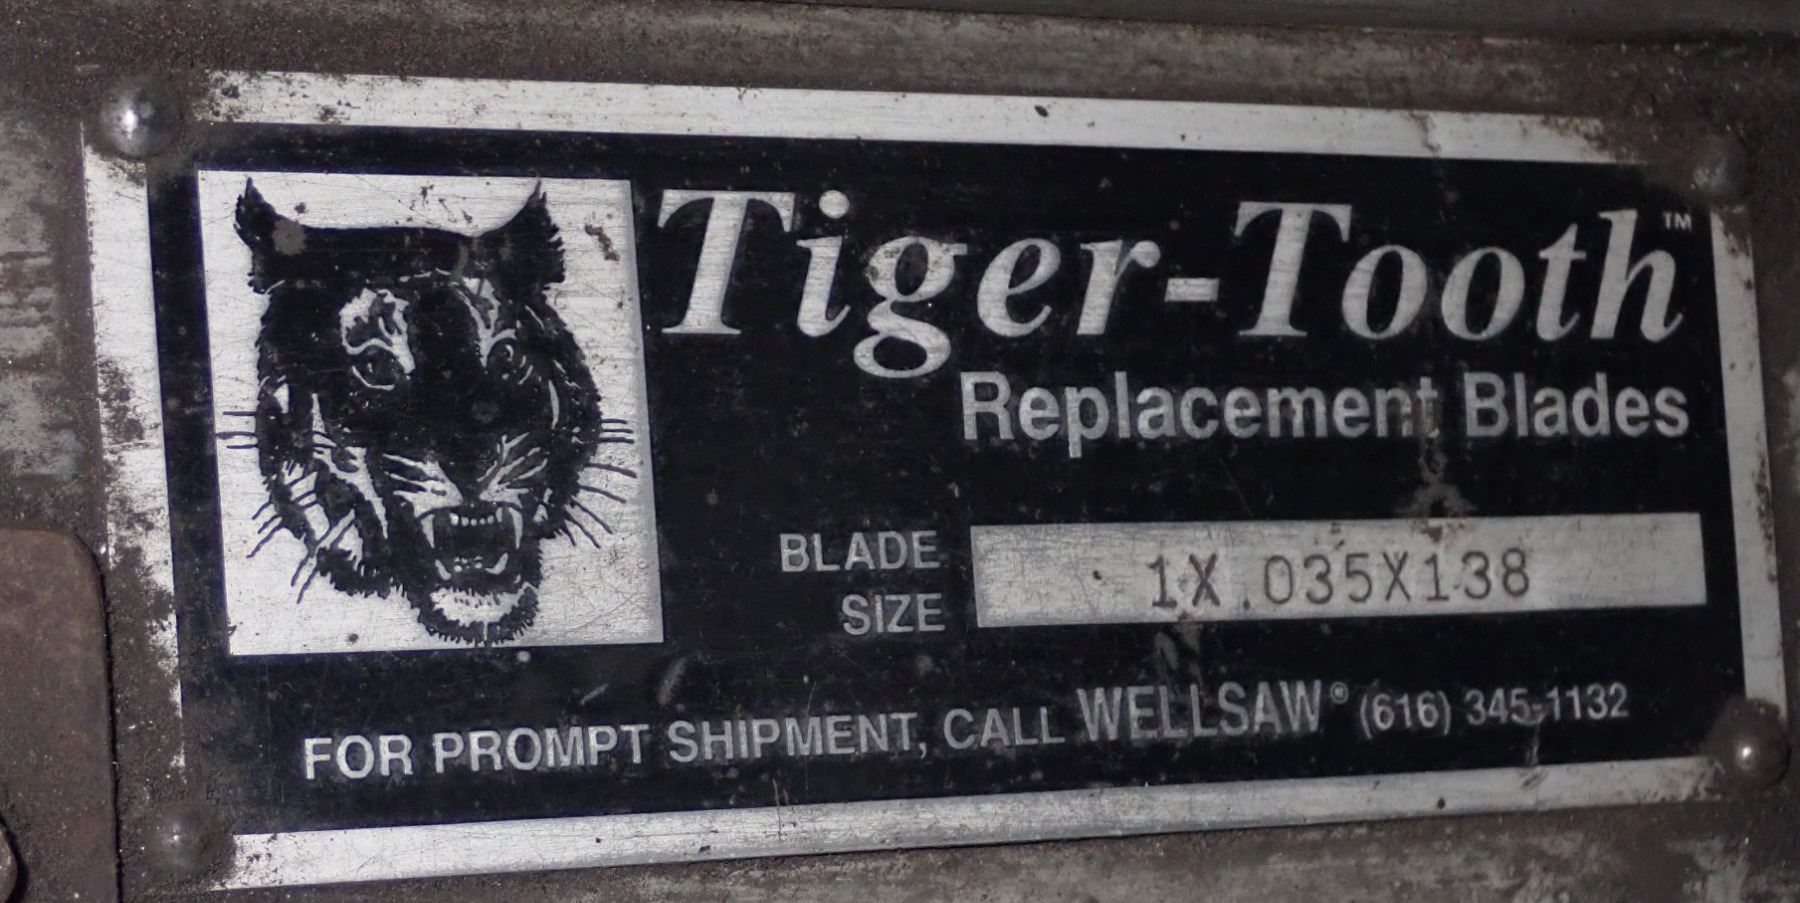 Tiger-Tooth™
Replacement Blades
BLADE
SIZE
1X .035X138
FOR PROMPT SHIPMENT, CALL WELLSAW® (616) 345-1132